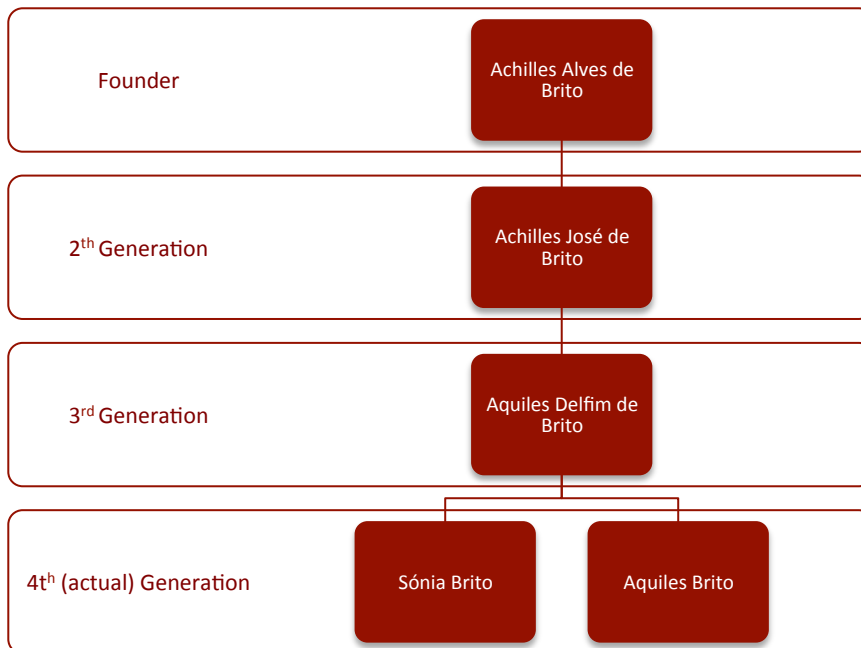 Founder
Achilles Alves de
Brito
2th Generation
Achilles José de
Brito
3rd Generation
Aquiles Delfim de
Brito
4th (actual) Generation
Sónia Brito
Aquiles Brito